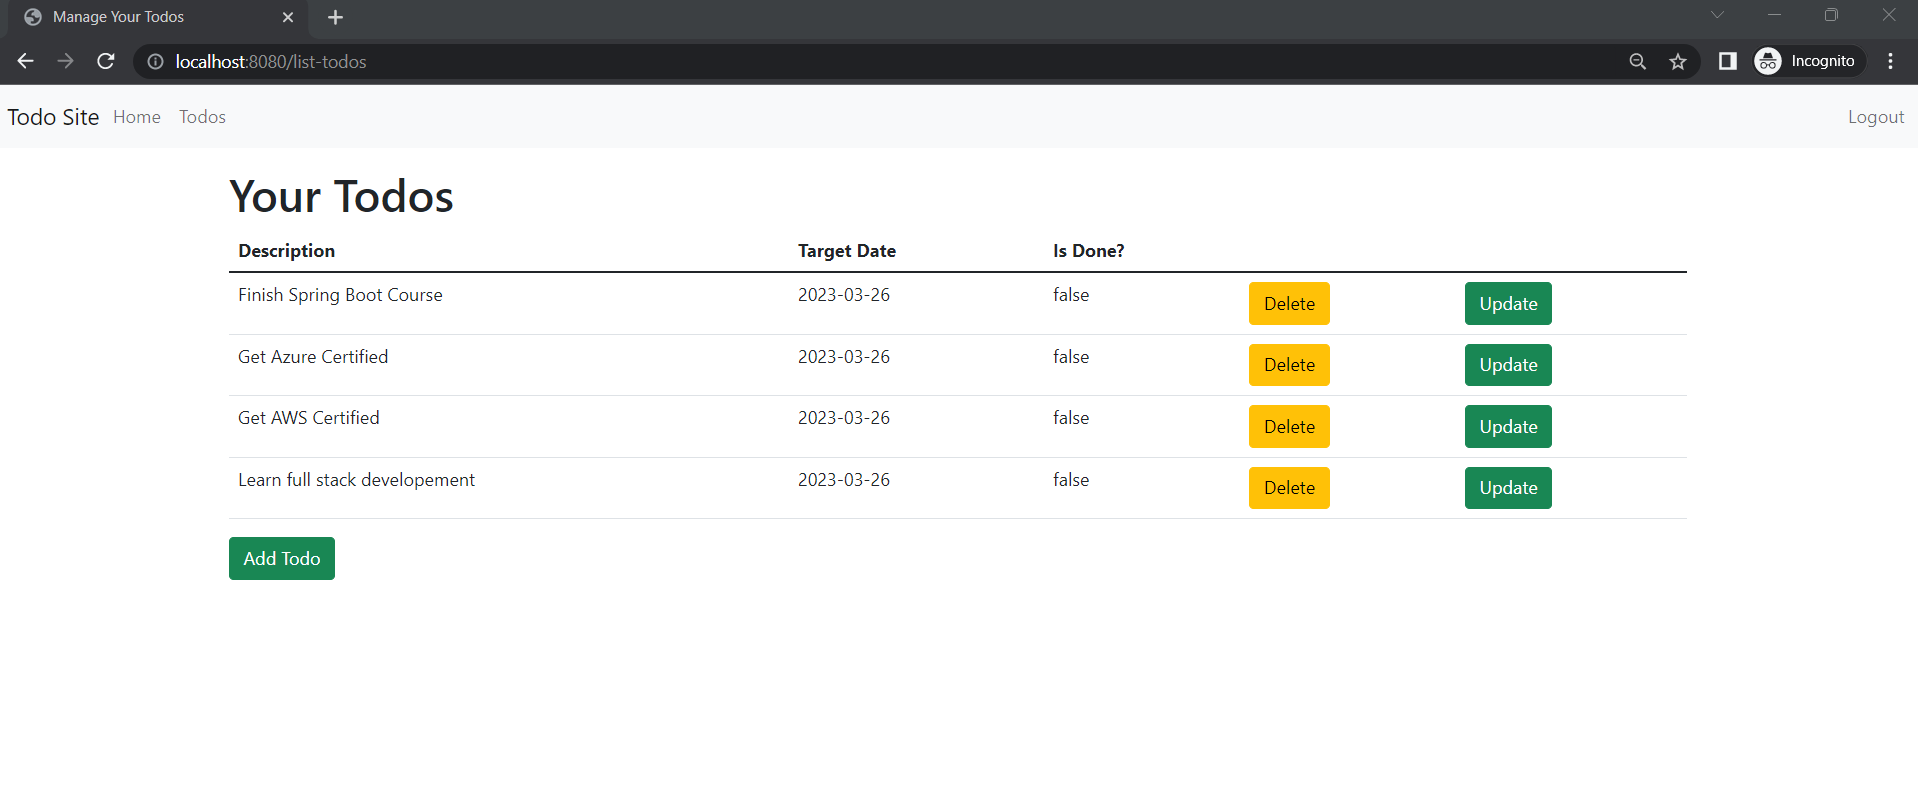 Manage Your Todos
localhost:8080/list-todos
Incognito
Todo Site Home Todos Logout
Your Todos
Description Target Date Is Done?
Finish Spring Boot Course 2023-03-26 false Delete Update
Get Azure Certified 2023-03-26 false Delete Update
Get AWS Certified 2023-03-26 false Delete Update
Learn full stack developement 2023-03-26 false Delete Update
Add Todo